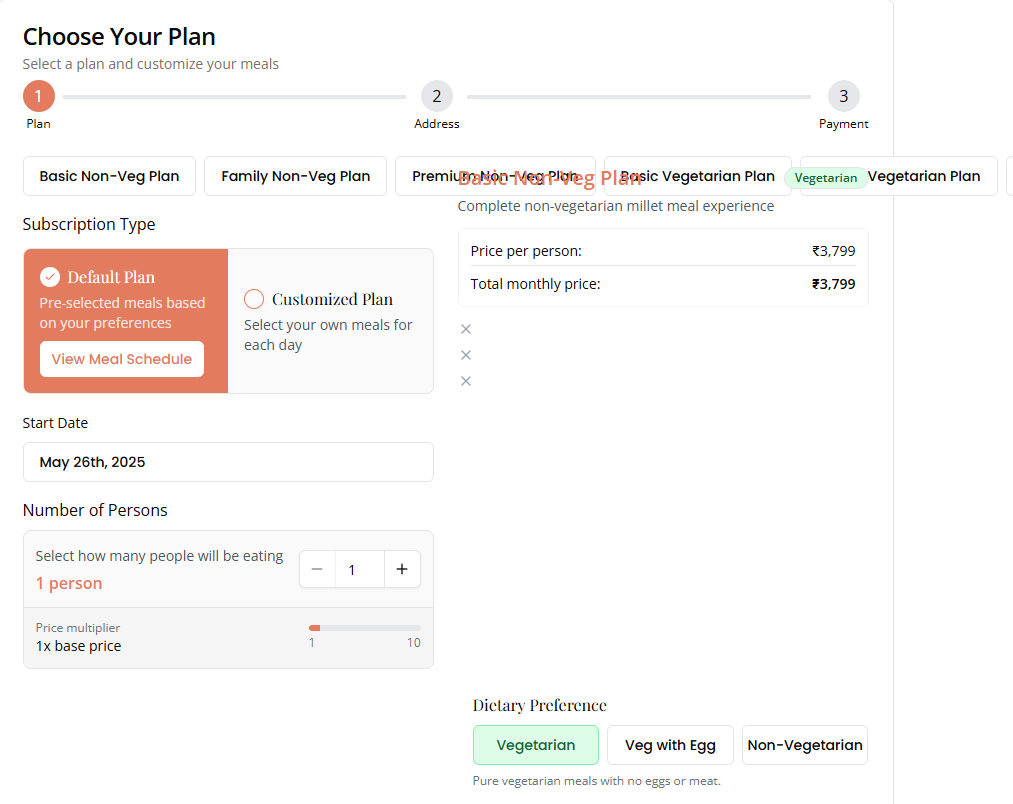 Choose Your Plan
Select a plan and customize your meals
1
2
3
Plan
Address
Payment
Basic Non-Veg Plan
Family Non-Veg Plan
Premium Non-Veg Plan
Basic Vegetarian Plan
Vegetarian Plan
Subscription Type
Default Plan
Pre-selected meals based
on your preferences
View Meal Schedule
Customized Plan
Select your own meals for
each day
Start Date
May 26th, 2025
Number of Persons
Select how many people will be eating
1 person
1
Price multiplier
1x base price
1
10
Basic Non-Veg Plan
Vegetarian
Complete non-vegetarian millet meal experience
Price per person:
₹3,799
Total monthly price:
₹3,799
Dietary Preference
Vegetarian
Veg with Egg
Non-Vegetarian
Pure vegetarian meals with no eggs or meat.